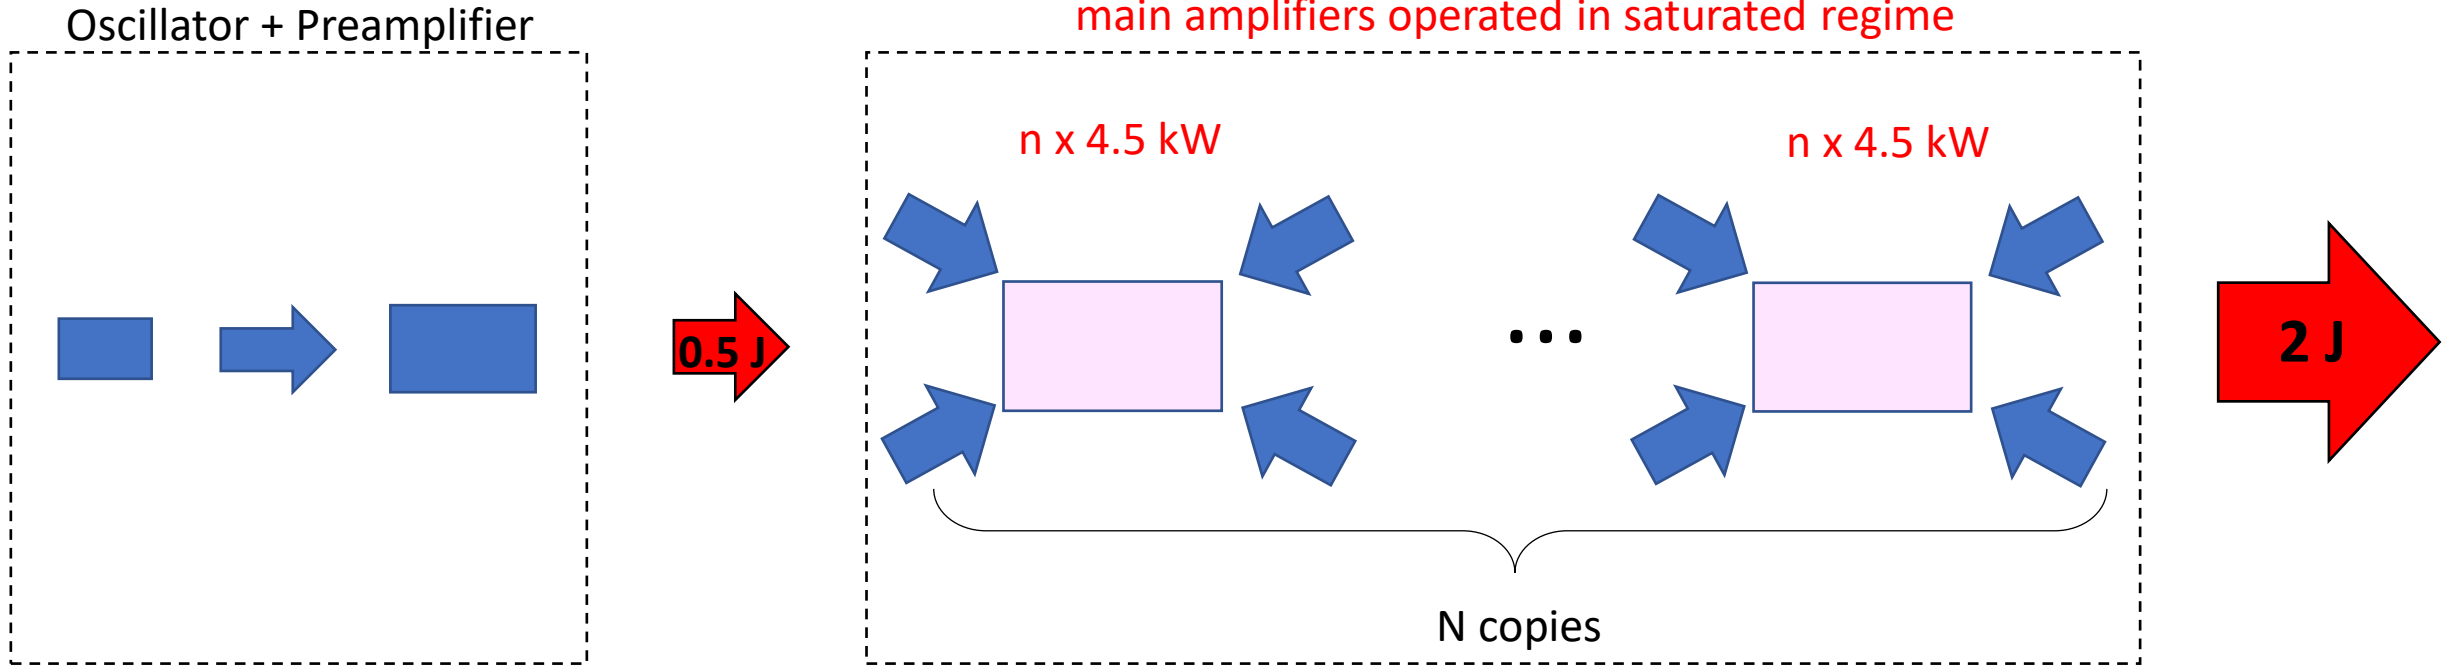 Oscillator + Preamplifier
main amplifiers operated in saturated regime
n x 4.5 kW
n x 4.5 kW
0.5 J
...
2 J
N copies